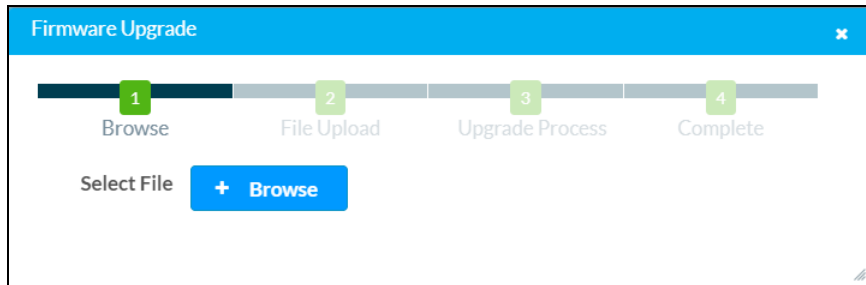 Firmware Upgrade ×
1 2 3 4
Browse File Upload Upgrade Process Complete
Select File + Browse